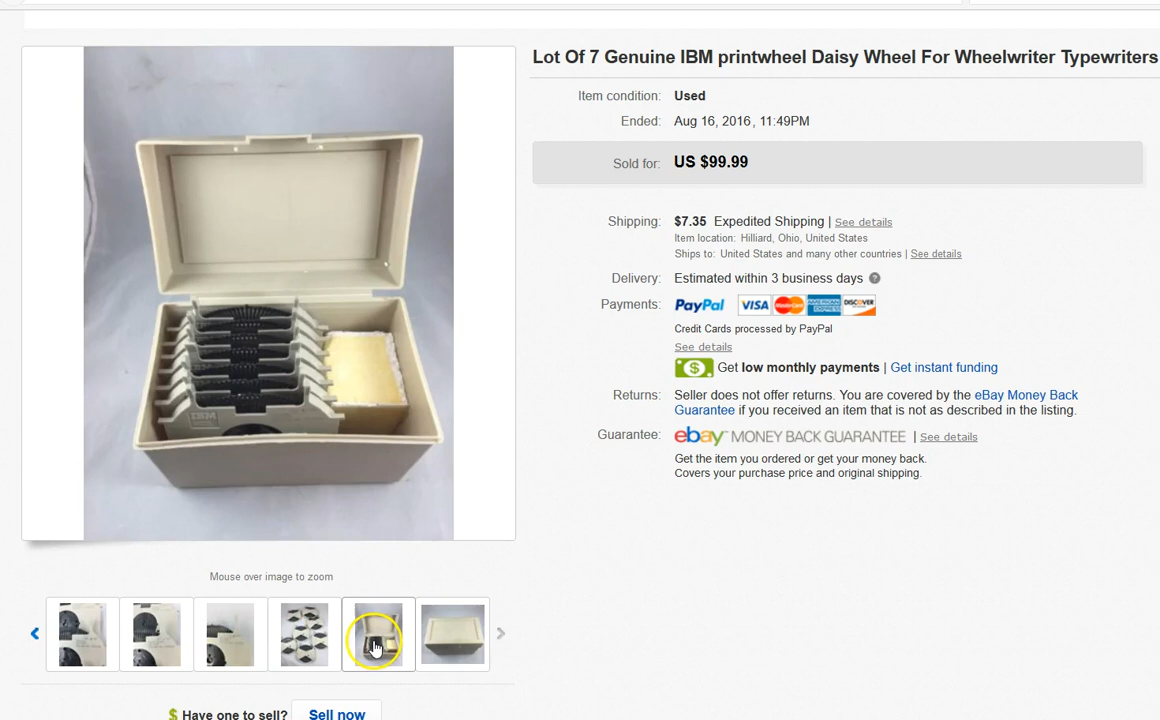 Lot Of 7 Genuine IBM printwheel Daisy Wheel For Wheelwriter Typewriters
Item condition: Used
Ended: Aug 16, 2016 , 11:49PM
Sold for: US $99.99
Shipping: $7.35 Expedited Shipping | See details
Item location: Hilliard, Ohio, United States
Ships to: United States and many other countries | See details
Delivery: Estimated within 3 business days ?
Payments: PayPal VISA MasterCard AMERICAN EXPRESS DISCOVER
Credit Cards processed by PayPal
See details
$ Get low monthly payments | Get instant funding
Returns: Seller does not offer returns. You are covered by the eBay Money Back
Guarantee if you received an item that is not as described in the listing.
Guarantee: ebay MONEY BACK GUARANTEE | See details
Get the item you ordered or get your money back.
Covers your purchase price and original shipping.
IBM
Mouse over image to zoom
$ Have one to sell? Sell now